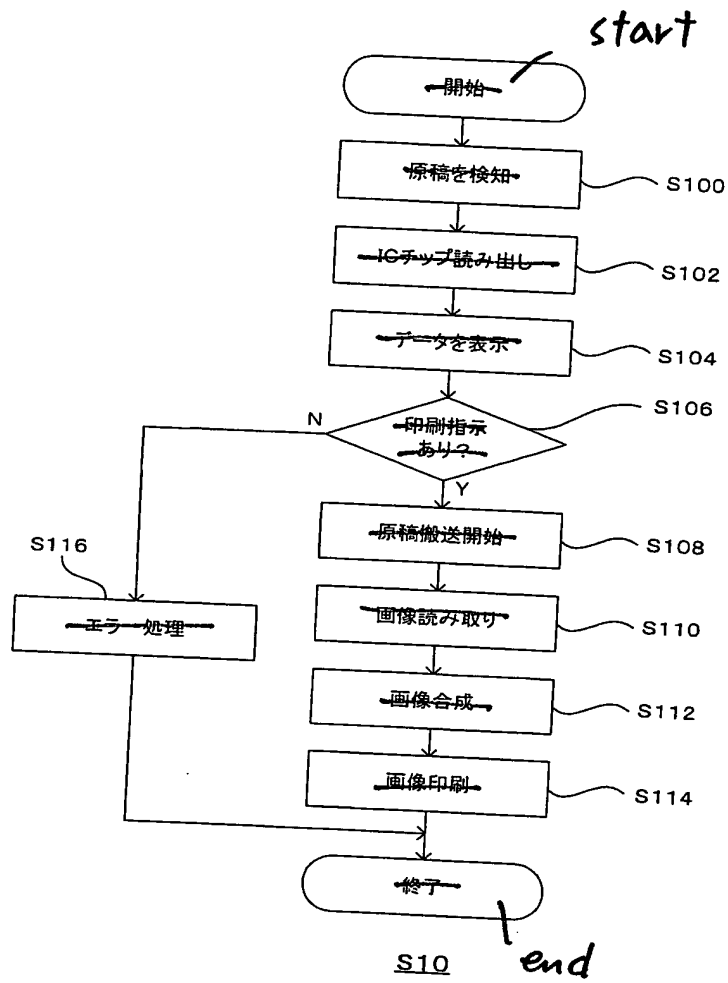 start
開始
原稿を検知
S100
ICチップ読み出し
S102
データを表示
S104
印刷指示
あり?
S106
N
Y
原稿搬送開始
S108
S116
エラー処理
画像読み取り
S110
画像合成
S112
画像印刷
S114
終了
end
S10